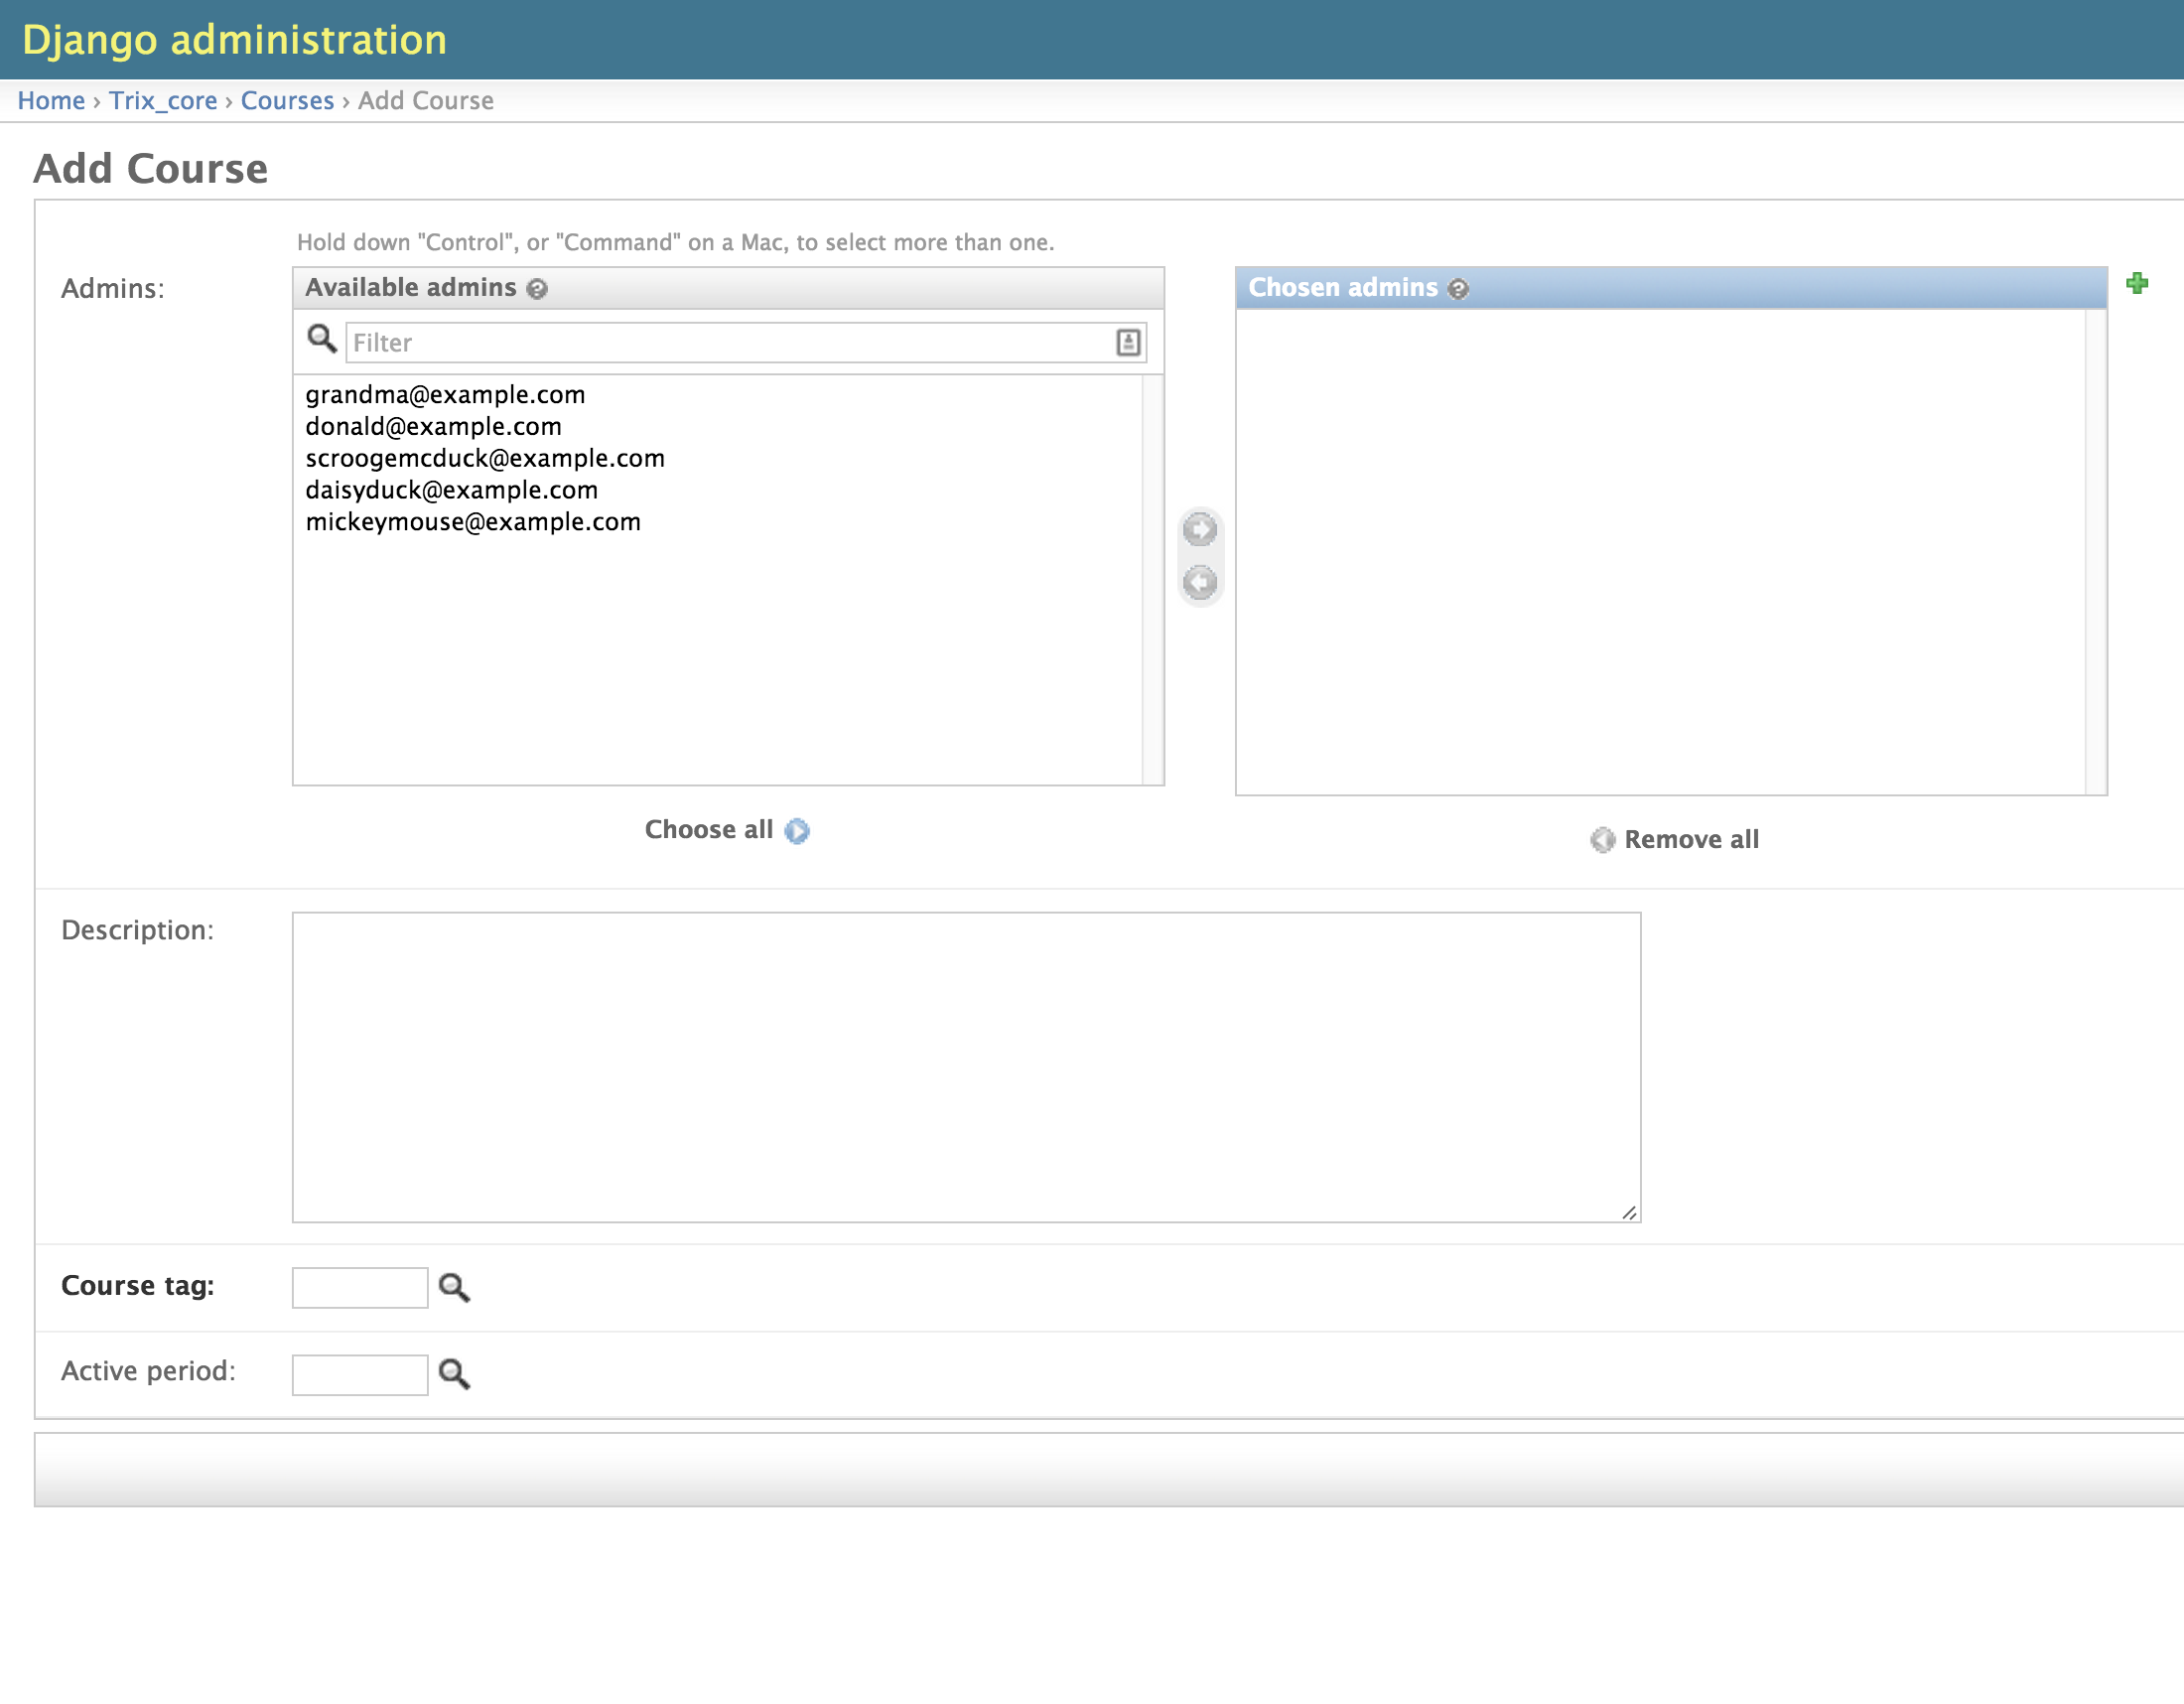 Django administration
Home › Trix_core › Courses › Add Course
Add Course
Hold down "Control", or "Command" on a Mac, to select more than one.
Admins:
Available admins ?
Filter
grandma@example.com
donald@example.com
scroogemcduck@example.com
daisyduck@example.com
mickeymouse@example.com
Choose all
Chosen admins ?
Remove all
Description:
Course tag:
Active period: